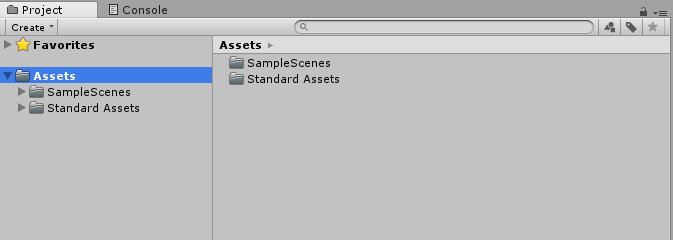 Project Console
Create
Favorites
Assets
SampleScenes
Standard Assets
Assets
SampleScenes
Standard Assets